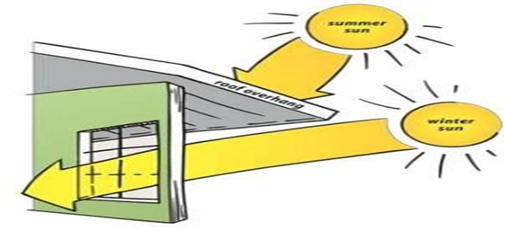 summer
sun
roof overhang
winter
sun